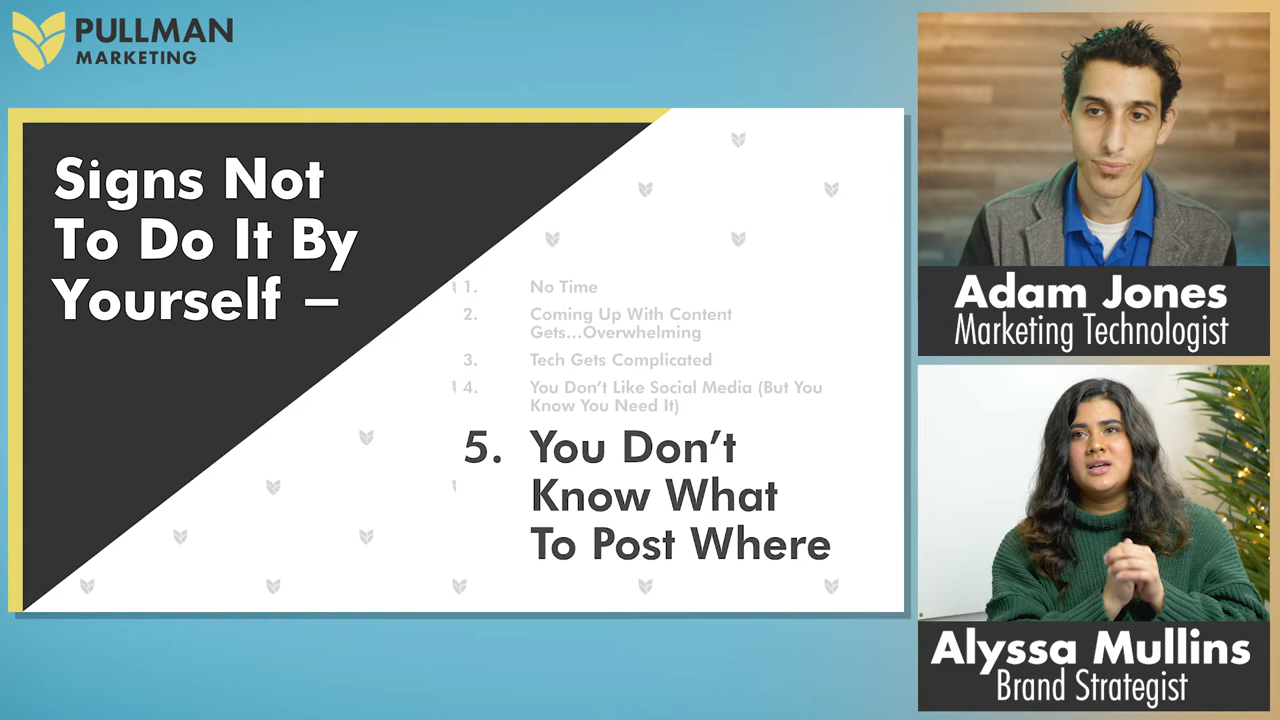 PULLMAN
MARKETING
Signs Not
To Do It By
Yourself –
1. No Time
2. Coming Up With Content
Gets...Overwhelming
3. Tech Gets Complicated
4. You Don’t Like Social Media (But You
Know You Need It)
5. You Don’t
Know What
To Post Where
Adam Jones
Marketing Technologist
Alyssa Mullins
Brand Strategist